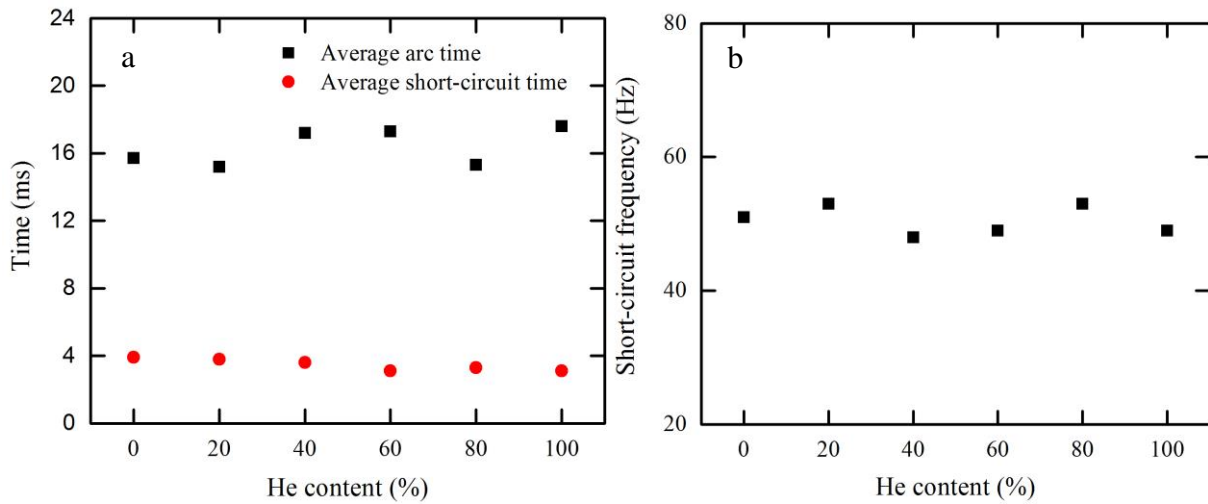 a
Average arc time
Average short-circuit time
24
20
16
12
8
4
0
Time (ms)
0 20 40 60 80 100
He content (%)
b
80
60
40
20
Short-circuit frequency (Hz)
0 20 40 60 80 100
He content (%)